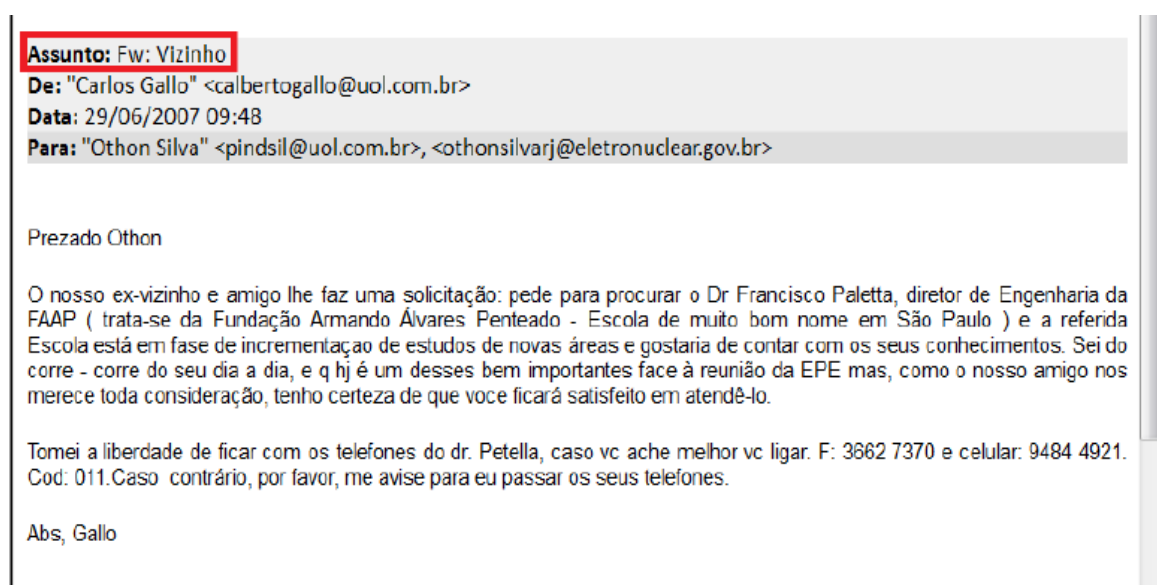 Assunto: Fw: Vizinho
De: "Carlos Gallo" <calbertogallo@uol.com.br>
Data: 29/06/2007 09:48
Para: "Othon Silva" <pindsil@uol.com.br>, <othonsilvarj@eletronuclear.gov.br>
Prezado Othon
O nosso ex-vizinho e amigo lhe faz uma solicitação: pede para procurar o Dr Francisco Paletta, diretor de Engenharia da
FAAP ( trata-se da Fundação Armando Álvares Penteado - Escola de muito bom nome em São Paulo ) e a referida
Escola está em fase de incrementaçao de estudos de novas áreas e gostaria de contar com os seus conhecimentos. Sei do
corre - corre do seu dia a dia, e q hj é um desses bem importantes face à reunião da EPE mas, como o nosso amigo nos
merece toda consideração, tenho certeza de que voce ficará satisfeito em atendê-lo.
Tomei a liberdade de ficar com os telefones do dr. Petella, caso vc ache melhor vc ligar. F: 3662 7370 e celular: 9484 4921.
Cod: 011.Caso contrário, por favor, me avise para eu passar os seus telefones.
Abs, Gallo